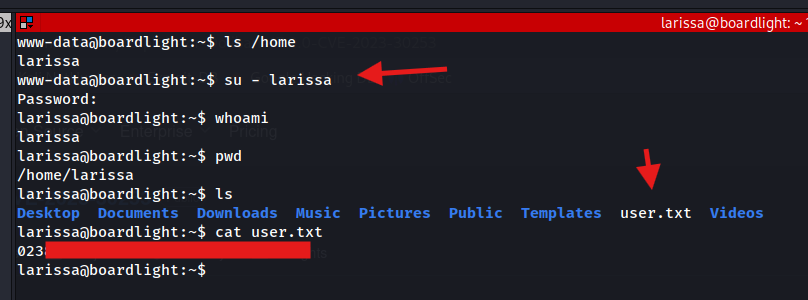 larissa@boardlight: ~
www-data@boardlight:~$ ls /home
larissa
www-data@boardlight:~$ su - larissa
Password:
larissa@boardlight:~$ whoami
larissa
larissa@boardlight:~$ pwd
/home/larissa
larissa@boardlight:~$ ls
Desktop Documents Downloads Music Pictures Public Templates user.txt Videos
larissa@boardlight:~$ cat user.txt
023
larissa@boardlight:~$